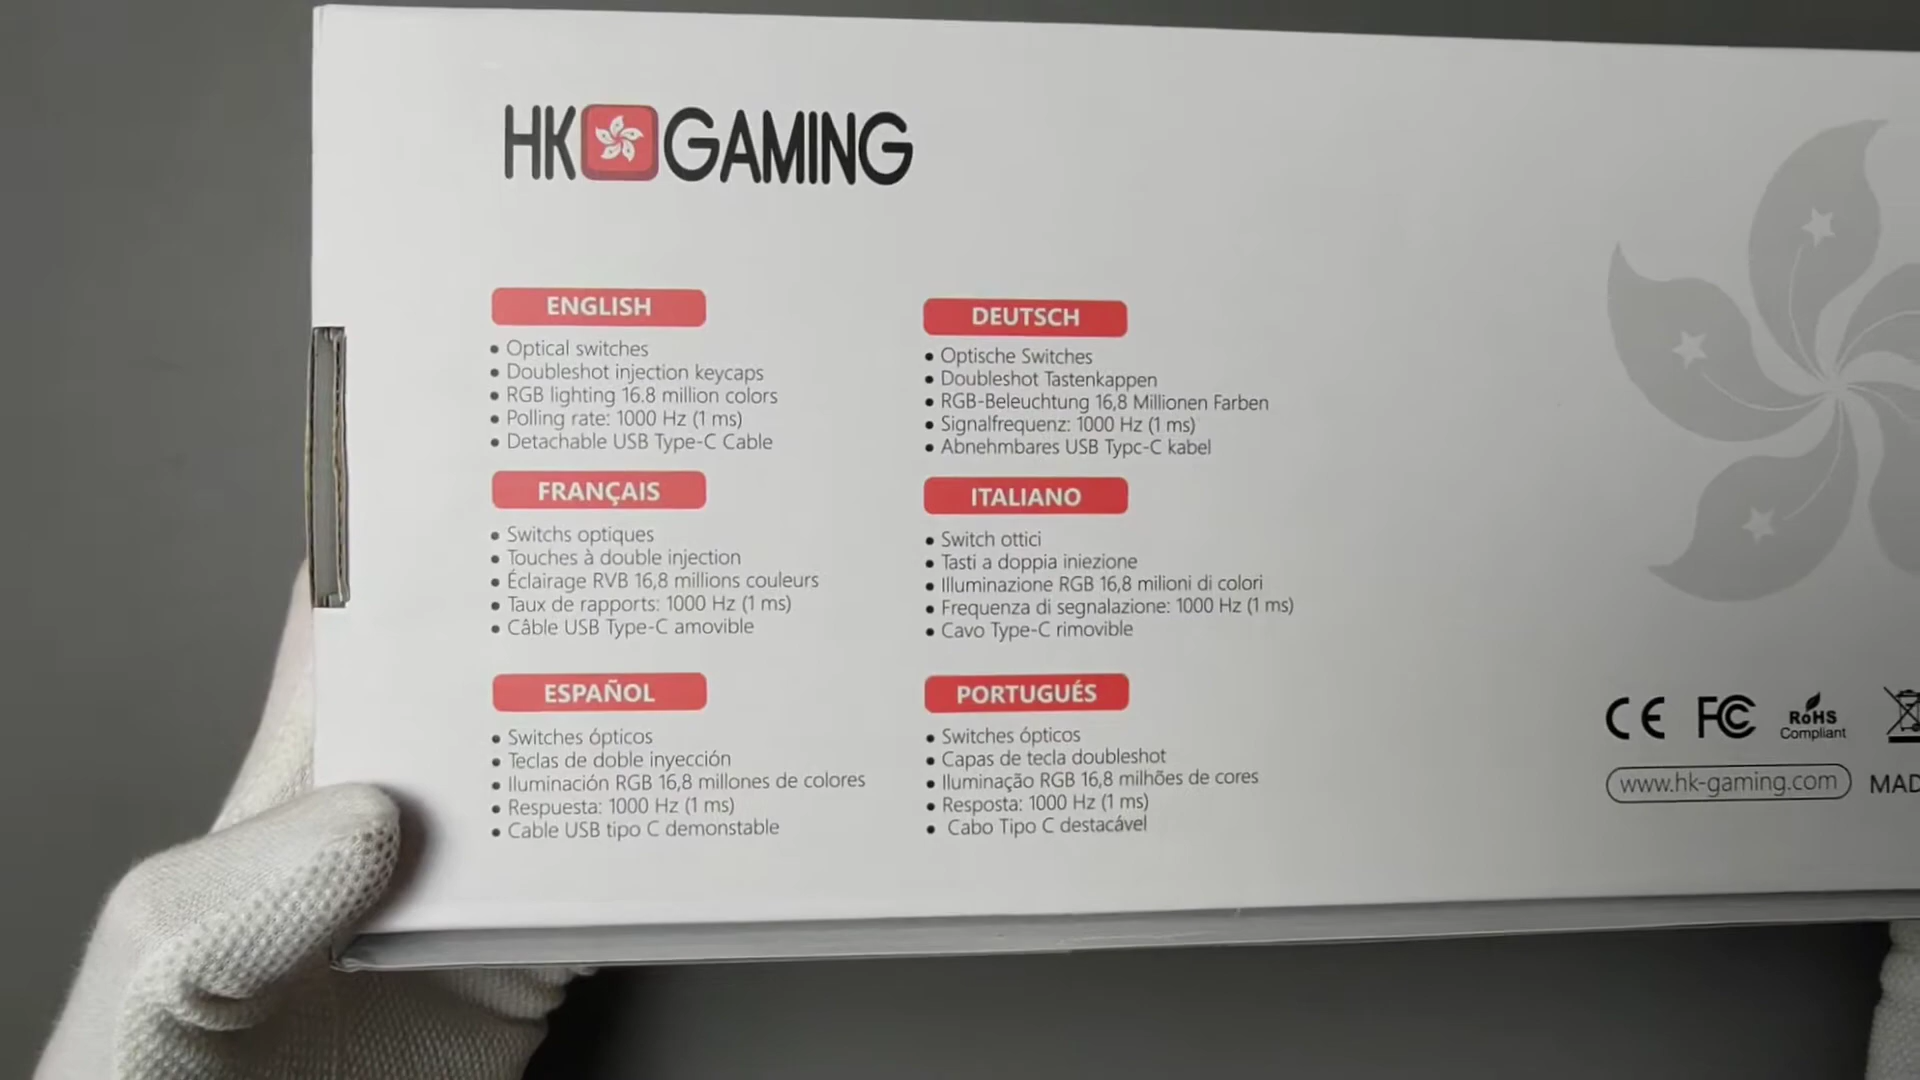 HK GAMING
ENGLISH
• Optical switches
• Doubleshot injection keycaps
• RGB lighting 16.8 million colors
• Polling rate: 1000 Hz (1 ms)
• Detachable USB Type-C Cable
DEUTSCH
• Optische Switches
• Doubleshot Tastenkappen
• RGB-Beleuchtung 16,8 Millionen Farben
• Signalfrequenz: 1000 Hz (1 ms)
• Abnehmbares USB Typc-C kabel
FRANÇAIS
• Switchs optiques
• Touches à double injection
• Éclairage RVB 16,8 millions couleurs
• Taux de rapports: 1000 Hz (1 ms)
• Câble USB Type-C amovible
ITALIANO
• Switch ottici
• Tasti a doppia iniezione
• Illuminazione RGB 16,8 milioni di colori
• Frequenza di segnalazione: 1000 Hz (1 ms)
• Cavo Type-C rimovible
ESPAÑOL
• Switches ópticos
• Teclas de doble inyección
• Iluminación RGB 16,8 millones de colores
• Respuesta: 1000 Hz (1 ms)
• Cable USB tipo C demonstable
PORTUGUÉS
• Switches ópticos
• Capas de tecla doubleshot
• Iluminação RGB 16,8 milhões de cores
• Resposta: 1000 Hz (1 ms)
• Cabo Tipo C destacável
CE FC RoHS
Compliant
www.hk-gaming.com MAD